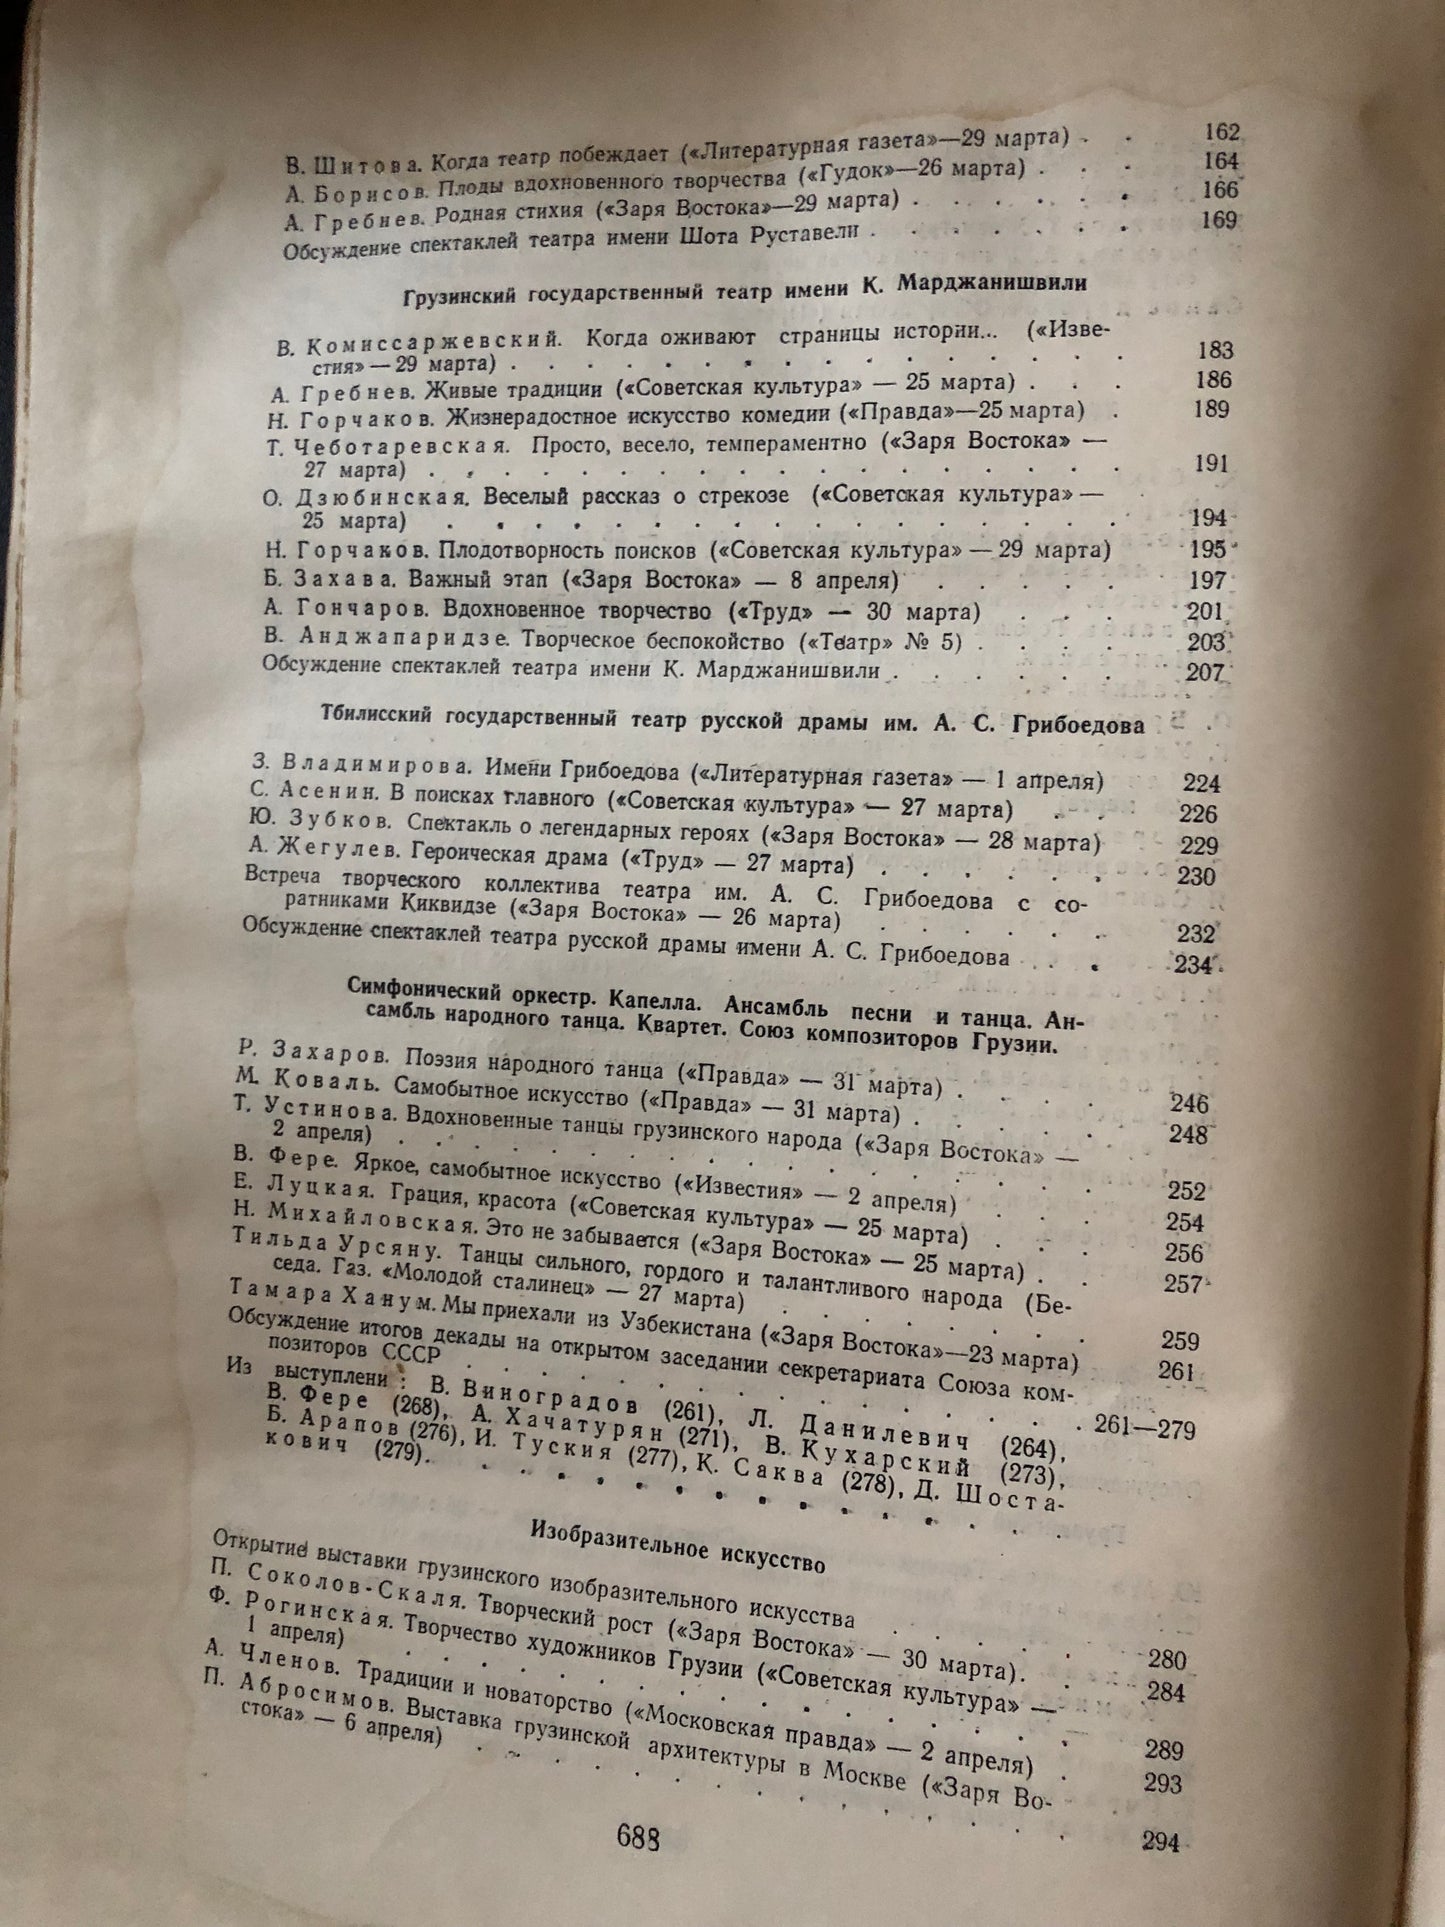 В. Шитова. Когда театр побеждает («Литературная газета»—29 марта) . . 162
А. Борисов. Плоды вдохновенного творчества («Гудок»—26 марта) . . . 164
А. Гребнев. Родная стихия («Заря Востока»—29 марта) . . . . . . 166
Обсуждение спектаклей театра имени Шота Руставели . . . . . . . 169
Грузинский государственный театр имени К. Марджанишвили
В. Комиссаржевский. Когда оживают страницы истории... («Изве-
стия» — 29 марта) . . . . . . . . . . . . . . . . 183
А. Гребнев. Живые традиции («Советская культура» — 25 марта) . . . 186
Н. Горчаков. Жизнерадостное искусство комедии («Правда»—25 марта) . 189
Т. Чеботаревская. Просто, весело, темпераментно («Заря Востока» —
27 марта) . . . . . . . . . . . . . . . . . . 191
О. Дзюбинская. Веселый рассказ о стрекозе («Советская культура» —
25 марта) . . . . . . . . . . . . . . . . . . 194
Н. Горчаков. Плодотворность поисков («Советская культура» — 29 марта) 195
Б. Захава. Важный этап («Заря Востока» — 8 апреля) . . . . . 197
А. Гончаров. Вдохновенное творчество («Труд» — 30 марта) . . . 201
В. Анджапаридзе. Творческое беспокойство («Театр» № 5) . . . . 203
Обсуждение спектаклей театра имени К. Марджанишвили . . . . . . 207
Тбилисский государственный театр русской драмы им. А. С. Грибоедова
З. Владимирова. Имени Грибоедова («Литературная газета» — 1 апреля) 224
С. Асенин. В поисках главного («Советская культура» — 27 марта) . . 226
Ю. Зубков. Спектакль о легендарных героях («Заря Востока» — 28 марта) 229
А. Жегулев. Героическая драма («Труд» — 27 марта) . . . . . . 230
Встреча творческого коллектива театра им. А. С. Грибоедова с со-
ратниками Киквидзе («Заря Востока» — 26 марта) . . . . . . 232
Обсуждение спектаклей театра русской драмы имени А. С. Грибоедова . . . 234
Симфонический оркестр. Капелла. Ансамбль песни и танца. Ан-
самбль народного танца. Квартет. Союз композиторов Грузии.
Р. Захаров. Поэзия народного танца («Правда» — 31 марта) . . . . 246
М. Коваль. Самобытное искусство («Правда» — 31 марта) . . . . . 248
Т. Устинова. Вдохновенные танцы грузинского народа («Заря Востока» —
2 апреля) . . . . . . . . . . . . . . . . . . 252
В. Фере. Яркое, самобытное искусство («Известия» — 2 апреля) . . . 254
Е. Луцкая. Грация, красота («Советская культура» — 25 марта) . . . 256
Н. Михайловская. Это не забывается («Заря Востока» — 25 марта) . . 257
Тильда Урсяну. Танцы сильного, гордого и талантливого народа (Бе-
седа. Газ. «Молодой сталинец» — 27 марта) . . . . . . . . 259
Тамара Ханум. Мы приехали из Узбекистана («Заря Востока»—23 марта) 261
Обсуждение итогов декады на открытом заседании секретариата Союза ком-
позиторов СССР . . . . . . . . . . . . . . . . 261—279
Из выступлени : В. Виноградов (261), Л. Данилевич (264),
В. Фере (268), А. Хачатурян (271), В. Кухарский (273),
Б. Арапов (276), И. Туския (277), К. Саква (278), Д. Шоста-
кович (279). . . . . . . . . . . . . . . . . .
Изобразительное искусство
Открытие выставки грузинского изобразительного искусства . . . . . 280
П. Соколов-Скаля. Творческий рост («Заря Востока» — 30 марта). . 284
Ф. Рогинская. Творчество художников Грузии («Советская культура» —
1 апреля) . . . . . . . . . . . . . . . . . . 289
А. Членов. Традиции и новаторство («Московская правда» — 2 апреля) . 293
П. Абросимов. Выставка грузинской архитектуры в Москве («Заря Во-
стока» — 6 апреля) . . . . . . . . . . . . . . . 294
688